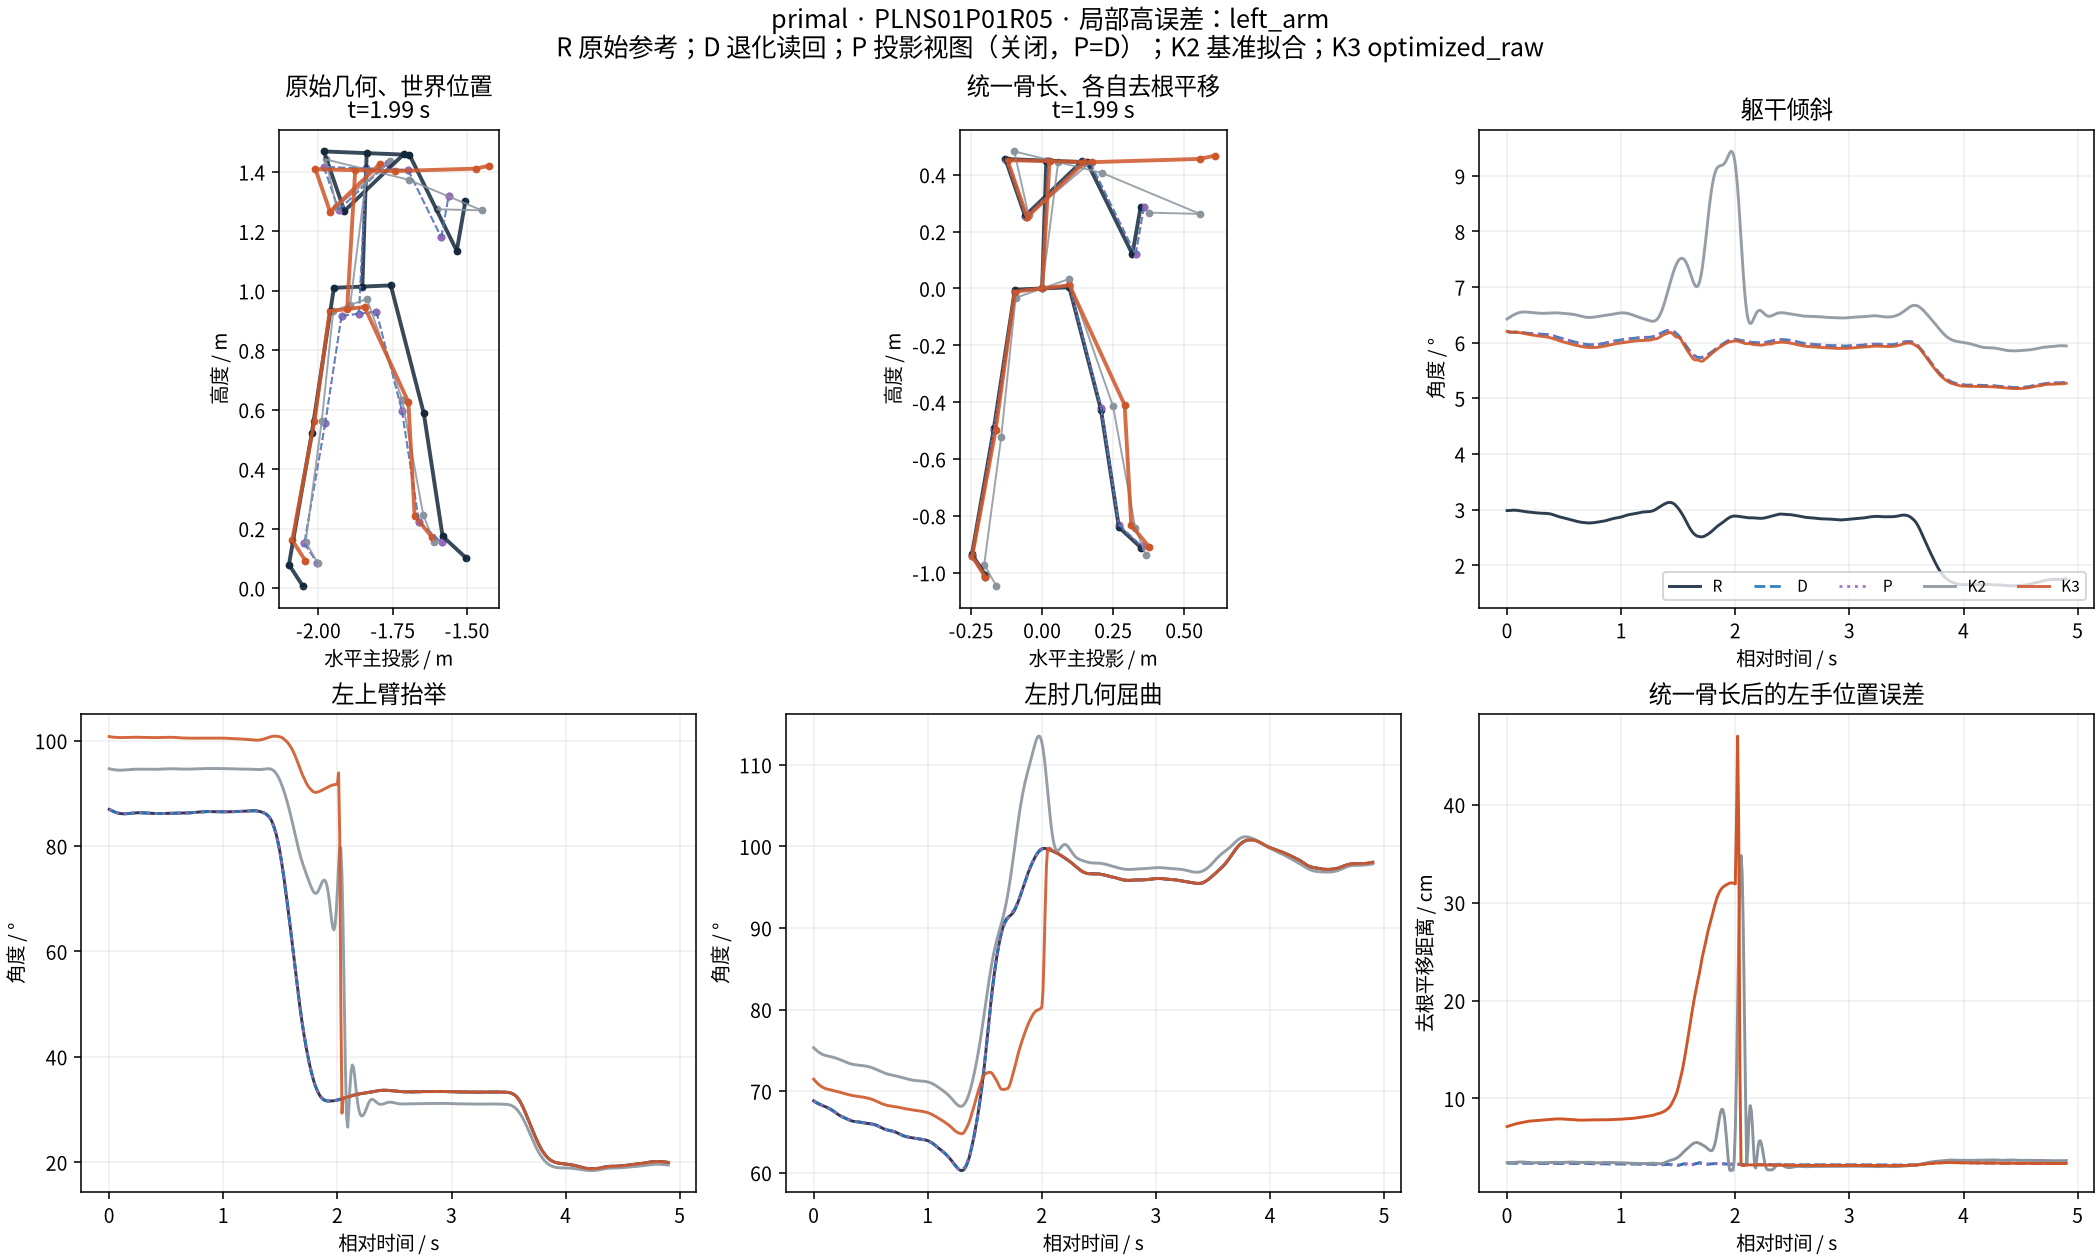 primal · PLNS01P01R05 · 局部高误差：left_arm
R 原始参考；D 退化读回；P 投影视图（关闭，P=D）；K2 基准拟合；K3 optimized_raw
原始几何、世界位置
t=1.99 s
1.4
1.2
1.0
0.8
0.6
0.4
0.2
0.0
高度 / m
-2.00 -1.75 -1.50
水平主投影 / m
统一骨长、各自去根平移
t=1.99 s
0.4
0.2
0.0
-0.2
-0.4
-0.6
-0.8
-1.0
高度 / m
-0.25 0.00 0.25 0.50
水平主投影 / m
躯干倾斜
9
8
7
6
5
4
3
2
角度 / °
R D P K2 K3
0 1 2 3 4 5
相对时间 / s
左上臂抬举
100
80
60
40
20
角度 / °
0 1 2 3 4 5
相对时间 / s
左肘几何屈曲
110
100
90
80
70
60
角度 / °
0 1 2 3 4 5
相对时间 / s
统一骨长后的左手位置误差
40
30
20
10
去根平移距离 / cm
0 1 2 3 4 5
相对时间 / s